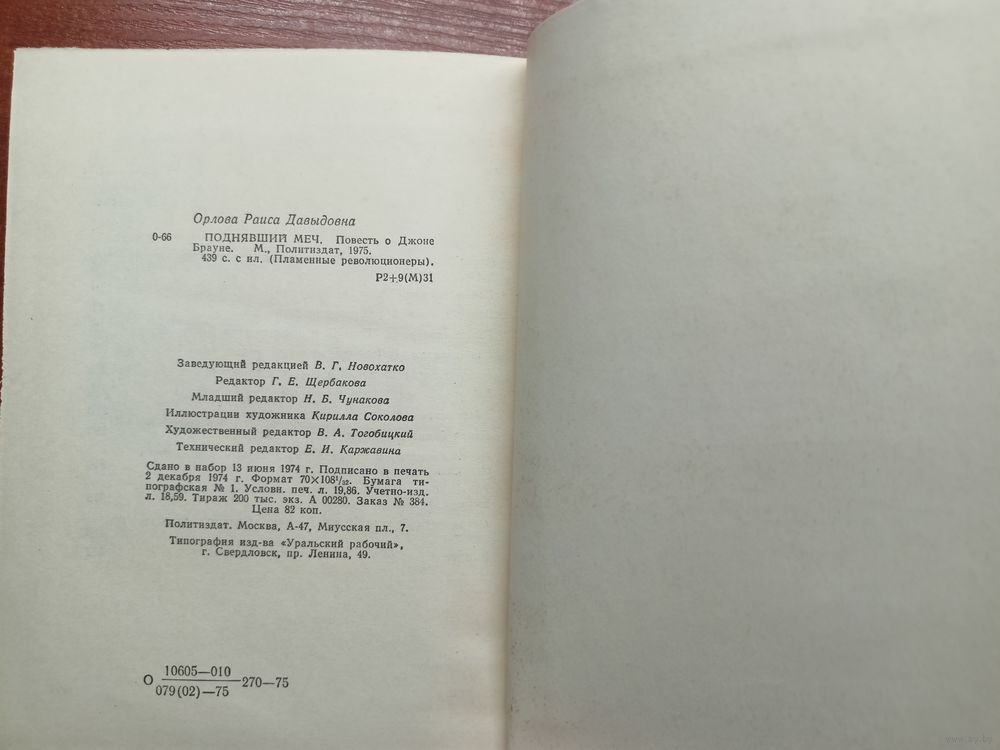 Орлова Раиса Давыдовна
0-66 ПОДНЯВШИЙ МЕЧ. Повесть о Джоне
Брауне. М., Политиздат, 1975.
439 с. с ил. (Пламенные революционеры).
Р2+9(М)31
Заведующий редакцией В. Г. Новохатко
Редактор Г. Е. Щербакова
Младший редактор Н. Б. Чунакова
Иллюстрации художника Кирилла Соколова
Художественный редактор В. А. Тогобицкий
Технический редактор Е. И. Каржавина
Сдано в набор 13 июня 1974 г. Подписано в печать
2 декабря 1974 г. Формат 70×108¹/₃₂. Бумага ти-
пографская № 1. Условн. печ. л. 19,86. Учетно-изд.
л. 18,59. Тираж 200 тыс. экз. А 00280. Заказ № 384.
Цена 82 коп.
Политиздат. Москва, А-47, Миусская пл., 7.
Типография изд-ва «Уральский рабочий»,
г. Свердловск, пр. Ленина, 49.
10605—010
О 270—75
079(02)—75